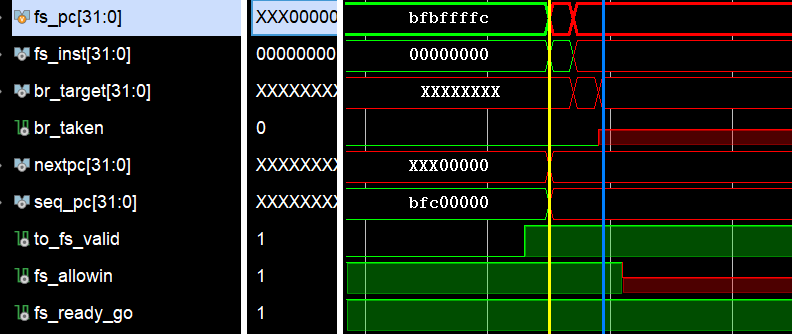 fs_pc[31:0] XXX00000 bfbffffc
fs_inst[31:0] 00000000 00000000
br_target[31:0] XXXXXXXX XXXXXXXX
br_taken 0
nextpc[31:0] XXXXXXXX XXX00000
seq_pc[31:0] XXXXXXXX bfc00000
to_fs_valid 1
fs_allowin 1
fs_ready_go 1